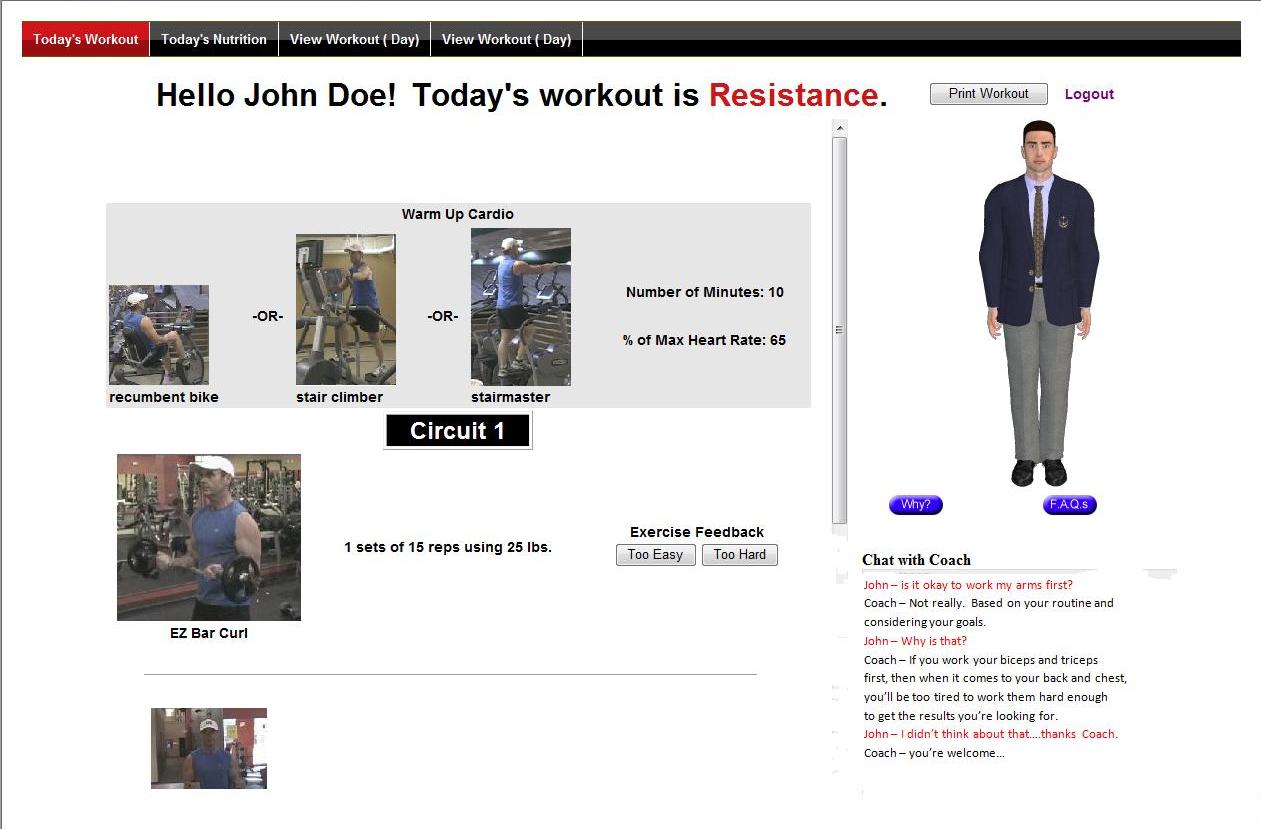 Today's Workout
Today's Nutrition
View Workout ( Day)
View Workout ( Day)
Hello John Doe! Today's workout is Resistance.
Print Workout
Logout
Warm Up Cardio
-OR-
-OR-
Number of Minutes: 10
% of Max Heart Rate: 65
recumbent bike
stair climber
stairmaster
Circuit 1
1 sets of 15 reps using 25 lbs.
Exercise Feedback
Too Easy
Too Hard
EZ Bar Curl
Why?
F.A.Q.s
Chat with Coach
John – is it okay to work my arms first?
Coach – Not really. Based on your routine and
considering your goals.
John – Why is that?
Coach – If you work your biceps and triceps
first, then when it comes to your back and chest,
you'll be too tired to work them hard enough
to get the results you're looking for.
John – I didn't think about that....thanks Coach.
Coach – you're welcome...